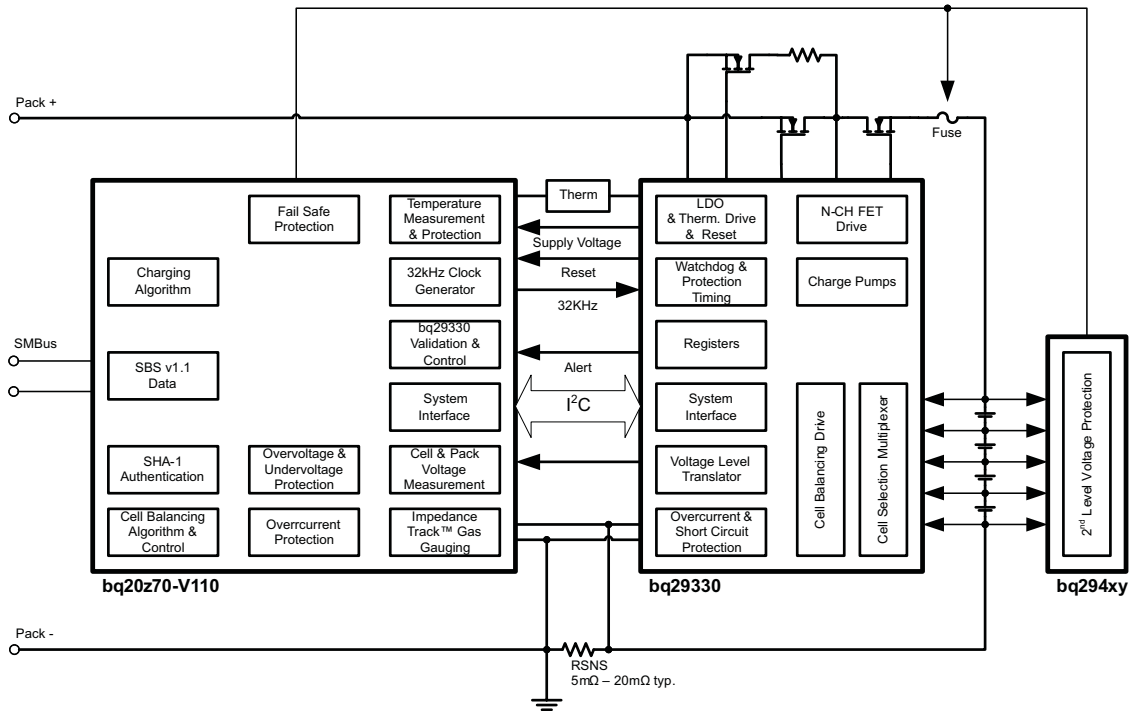 Pack +
Fuse
Fail Safe
Protection
Temperature
Measurement
& Protection
Therm
LDO
& Therm. Drive
& Reset
N-CH FET
Drive
Supply Voltage
Charging
Algorithm
32kHz Clock
Generator
Reset
32KHz
Watchdog &
Protection
Timing
Charge Pumps
SMBus
SBS v1.1
Data
bq29330
Validation &
Control
Alert
Registers
System
Interface
I²C
System
Interface
Cell Balancing Drive
Cell Selection Multiplexer
2nd Level Voltage Protection
SHA-1
Authentication
Overvoltage &
Undervoltage
Protection
Cell & Pack
Voltage
Measurement
Voltage Level
Translator
Cell Balancing
Algorithm &
Control
Overrcurrent
Protection
Impedance
Track™ Gas
Gauging
Overcurrent &
Short Circuit
Protection
bq20z70-V110
bq29330
bq294xy
Pack -
RSNS
5mΩ – 20mΩ typ.